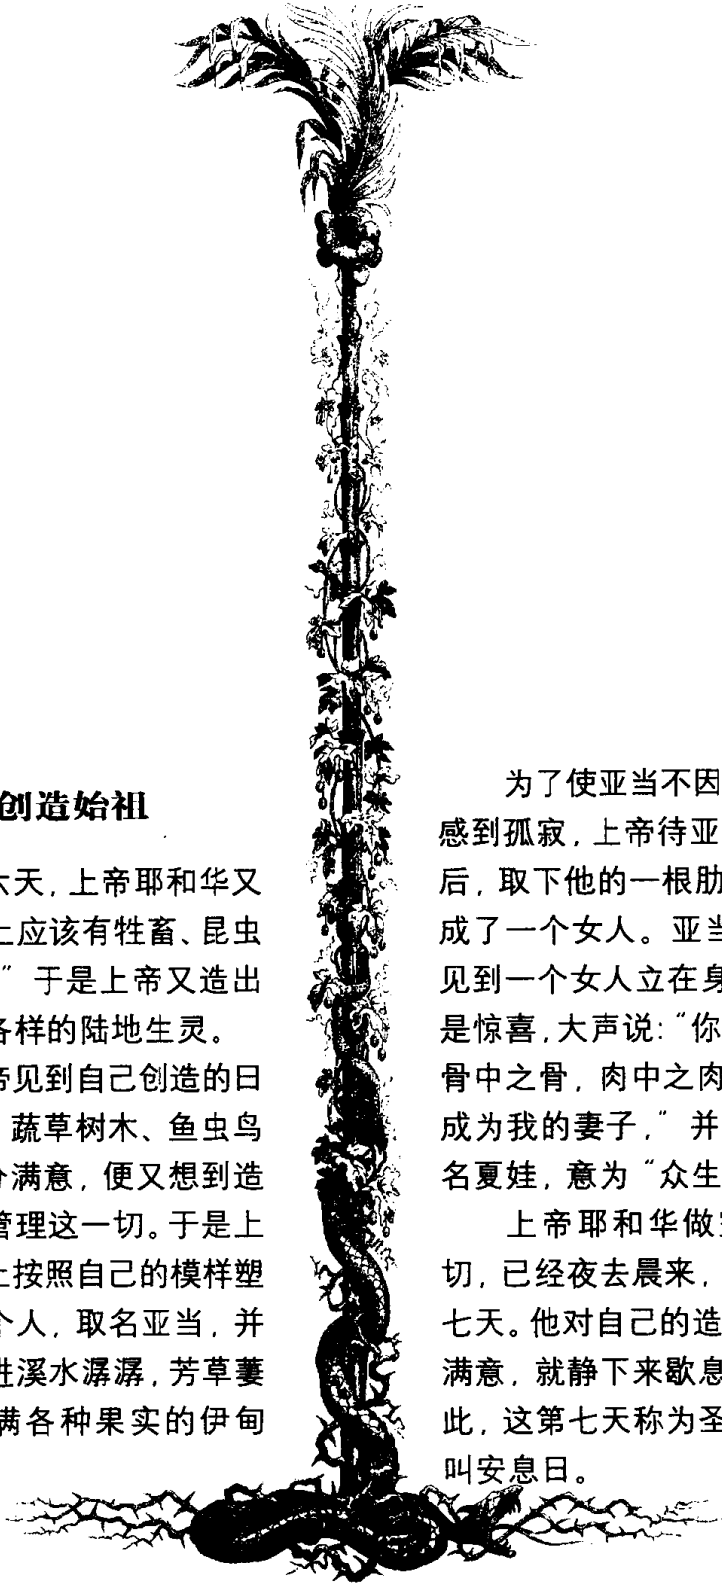 创造始祖
六天，上帝耶和华又
上应该有牲畜、昆虫
”于是上帝又造出
各样的陆地生灵。
帝见到自己创造的日
蔬草树木、鱼虫鸟
分满意，便又想到造
管理这一切。于是上
土按照自己的模样塑
个人，取名亚当，并
进溪水潺潺，芳草萋
满各种果实的伊甸
为了使亚当不因
感到孤寂，上帝待亚
后，取下他的一根肋
成了一个女人。亚当
见到一个女人立在身
是惊喜，大声说：“你
骨中之骨，肉中之肉
成为我的妻子，”并
名夏娃，意为“众生
上帝耶和华做完
切，已经夜去晨来，
七天。他对自己的造
满意，就静下来歇息
此，这第七天称为圣
叫安息日。